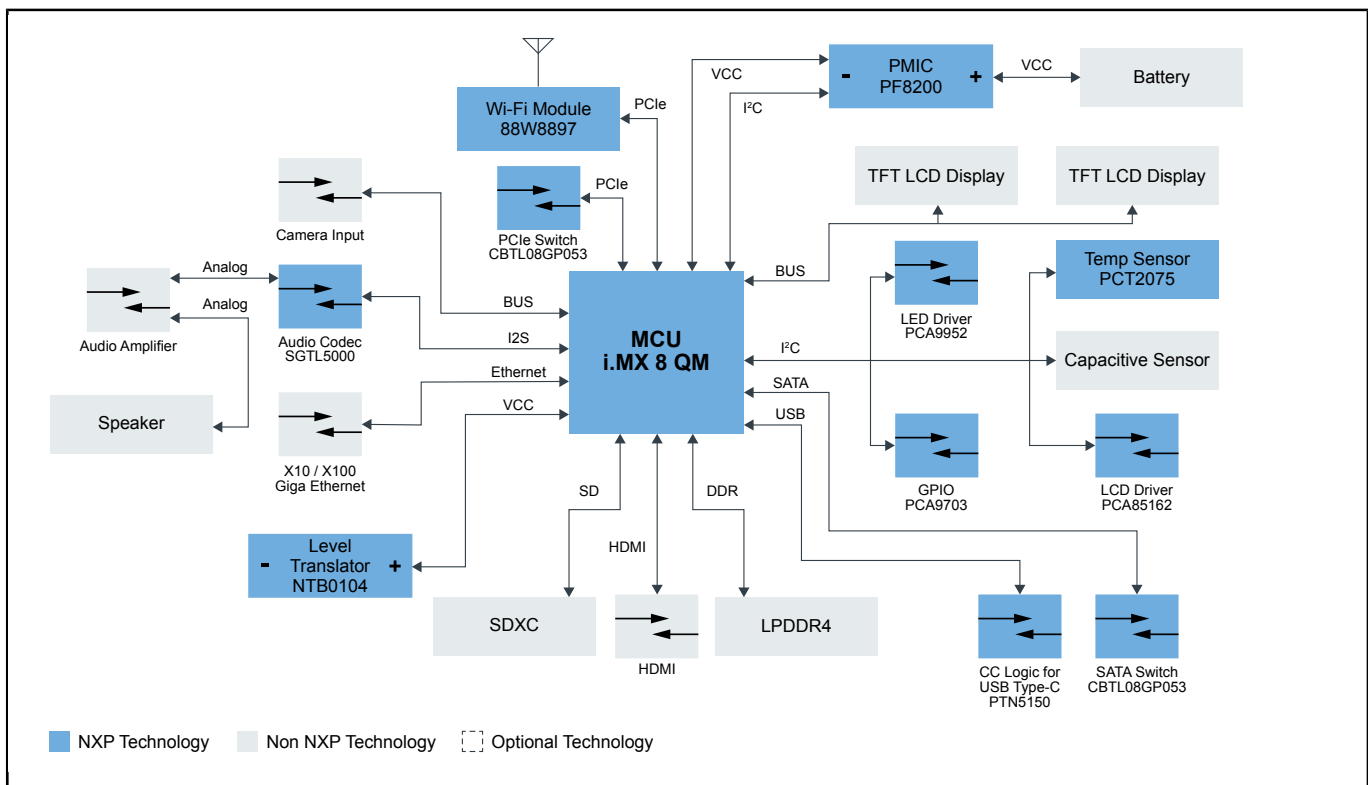 VCC
PMIC
PF8200
-
+
VCC
Battery
I²C
Wi-Fi Module
88W8897
PCIe
PCIe
PCIe Switch
CBTL08GP053
Camera Input
TFT LCD Display
TFT LCD Display
Analog
Analog
Audio Amplifier
Audio Codec
SGTL5000
BUS
I2S
Ethernet
VCC
MCU
i.MX 8 QM
BUS
I²C
SATA
USB
LED Driver
PCA9952
Temp Sensor
PCT2075
Capacitive Sensor
Speaker
X10 / X100
Giga Ethernet
GPIO
PCA9703
LCD Driver
PCA85162
SD
HDMI
DDR
-
Level
Translator
NTB0104
+
SDXC
HDMI
LPDDR4
CC Logic for
USB Type-C
PTN5150
SATA Switch
CBTL08GP053
NXP Technology
Non NXP Technology
Optional Technology